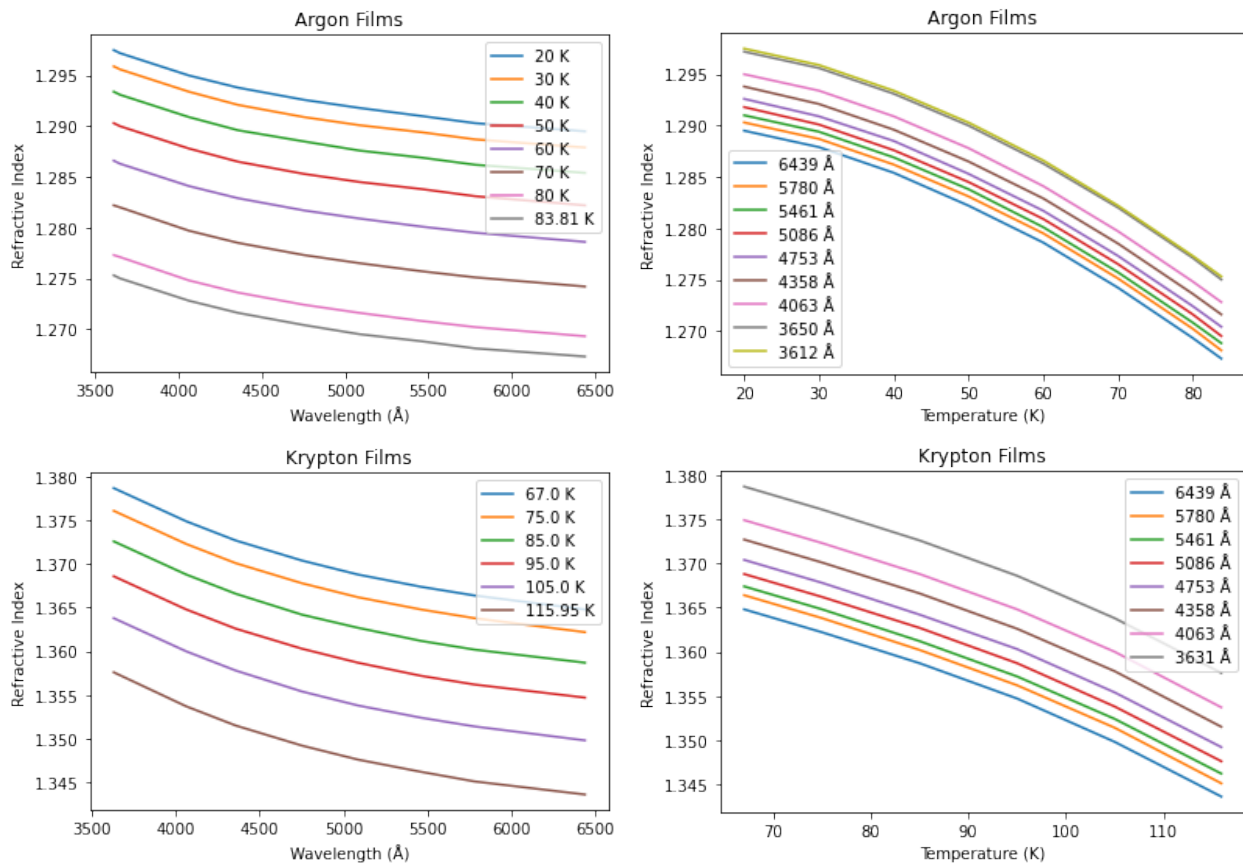 Argon Films
Refractive Index
1.295
1.290
1.285
1.280
1.275
1.270
20 K
30 K
40 K
50 K
60 K
70 K
80 K
83.81 K
3500 4000 4500 5000 5500 6000 6500
Wavelength (Å)
Argon Films
Refractive Index
1.295
1.290
1.285
1.280
1.275
1.270
6439 Å
5780 Å
5461 Å
5086 Å
4753 Å
4358 Å
4063 Å
3650 Å
3612 Å
20 30 40 50 60 70 80
Temperature (K)
Krypton Films
Refractive Index
1.380
1.375
1.370
1.365
1.360
1.355
1.350
1.345
67.0 K
75.0 K
85.0 K
95.0 K
105.0 K
115.95 K
3500 4000 4500 5000 5500 6000 6500
Wavelength (Å)
Krypton Films
Refractive Index
1.380
1.375
1.370
1.365
1.360
1.355
1.350
1.345
6439 Å
5780 Å
5461 Å
5086 Å
4753 Å
4358 Å
4063 Å
3631 Å
70 80 90 100 110
Temperature (K)